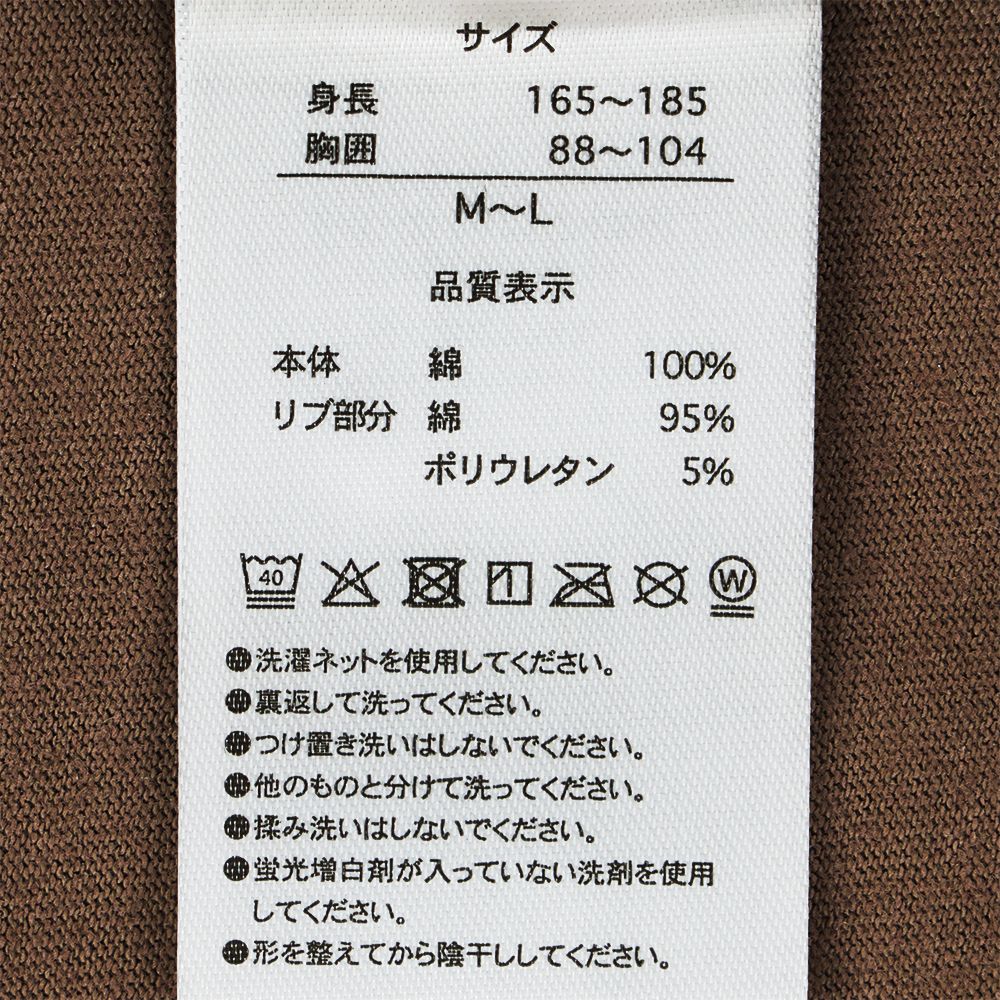 サイズ
身長 165〜185
胸囲 88〜104
M〜L
品質表示
本体 綿 100%
リブ部分 綿 95%
ポリウレタン 5%
40 W
●洗濯ネットを使用してください。
●裏返して洗ってください。
●つけ置き洗いはしないでください。
●他のものと分けて洗ってください。
●揉み洗いはしないでください。
●蛍光増白剤が入っていない洗剤を使用
してください。
●形を整えてから陰干ししてください。